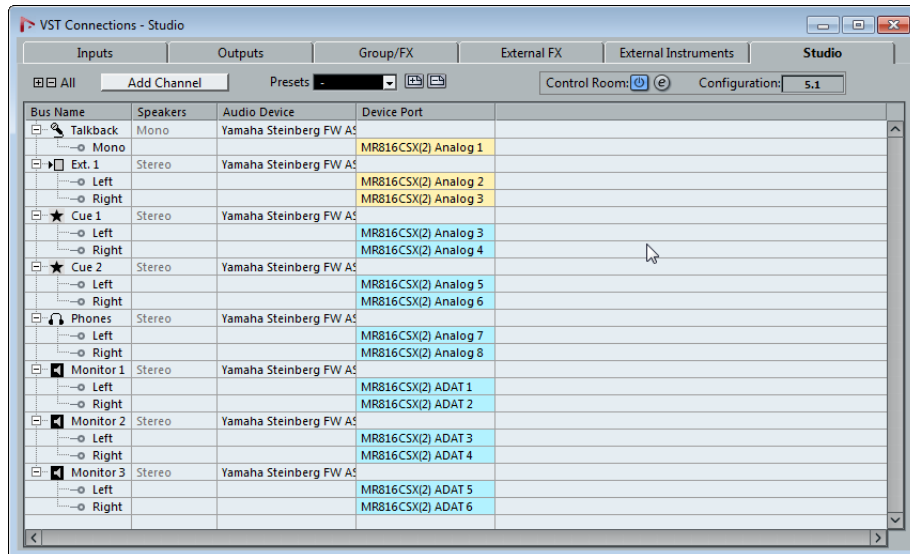 VST Connections - Studio
Inputs Outputs Group/FX External FX External Instruments Studio
All Add Channel Presets - Control Room: e Configuration: 5.1
Bus Name Speakers Audio Device Device Port
Talkback Mono Yamaha Steinberg FW AS
Mono MR816CSX(2) Analog 1
Ext. 1 Stereo Yamaha Steinberg FW AS
Left MR816CSX(2) Analog 2
Right MR816CSX(2) Analog 3
Cue 1 Stereo Yamaha Steinberg FW AS
Left MR816CSX(2) Analog 3
Right MR816CSX(2) Analog 4
Cue 2 Stereo Yamaha Steinberg FW AS
Left MR816CSX(2) Analog 5
Right MR816CSX(2) Analog 6
Phones Stereo Yamaha Steinberg FW AS
Left MR816CSX(2) Analog 7
Right MR816CSX(2) Analog 8
Monitor 1 Stereo Yamaha Steinberg FW AS
Left MR816CSX(2) ADAT 1
Right MR816CSX(2) ADAT 2
Monitor 2 Stereo Yamaha Steinberg FW AS
Left MR816CSX(2) ADAT 3
Right MR816CSX(2) ADAT 4
Monitor 3 Stereo Yamaha Steinberg FW AS
Left MR816CSX(2) ADAT 5
Right MR816CSX(2) ADAT 6